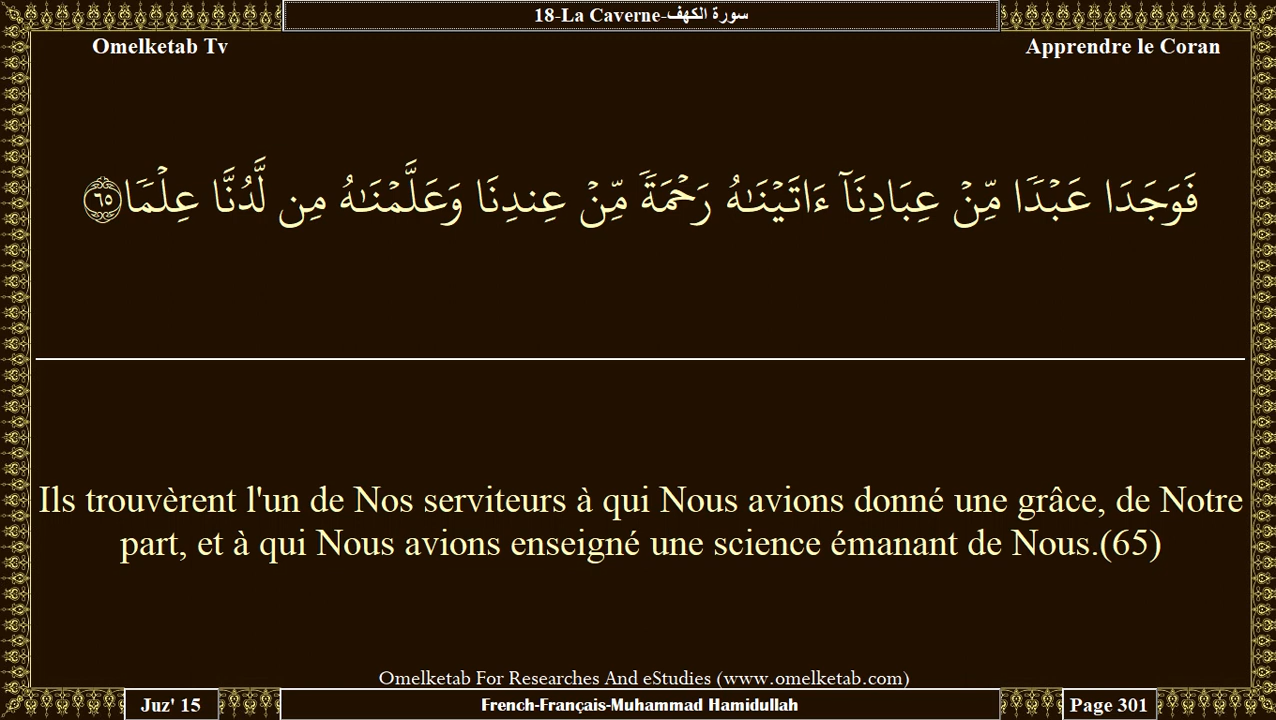 18-La Caverne-سورة الكهف
Omelketab Tv
Apprendre le Coran
فَوَجَدَا عَبْدًا مِّنْ عِبَادِنَآ ءَاتَيْنَـٰهُ رَحْمَةً مِّنْ عِندِنَا وَعَلَّمْنَـٰهُ مِن لَّدُنَّا عِلْمًا ٦٥
Ils trouvèrent l'un de Nos serviteurs à qui Nous avions donné une grâce, de Notre
part, et à qui Nous avions enseigné une science émanant de Nous.(65)
Omelketab For Researches And eStudies (www.omelketab.com)
Juz' 15
French-Français-Muhammad Hamidullah
Page 301